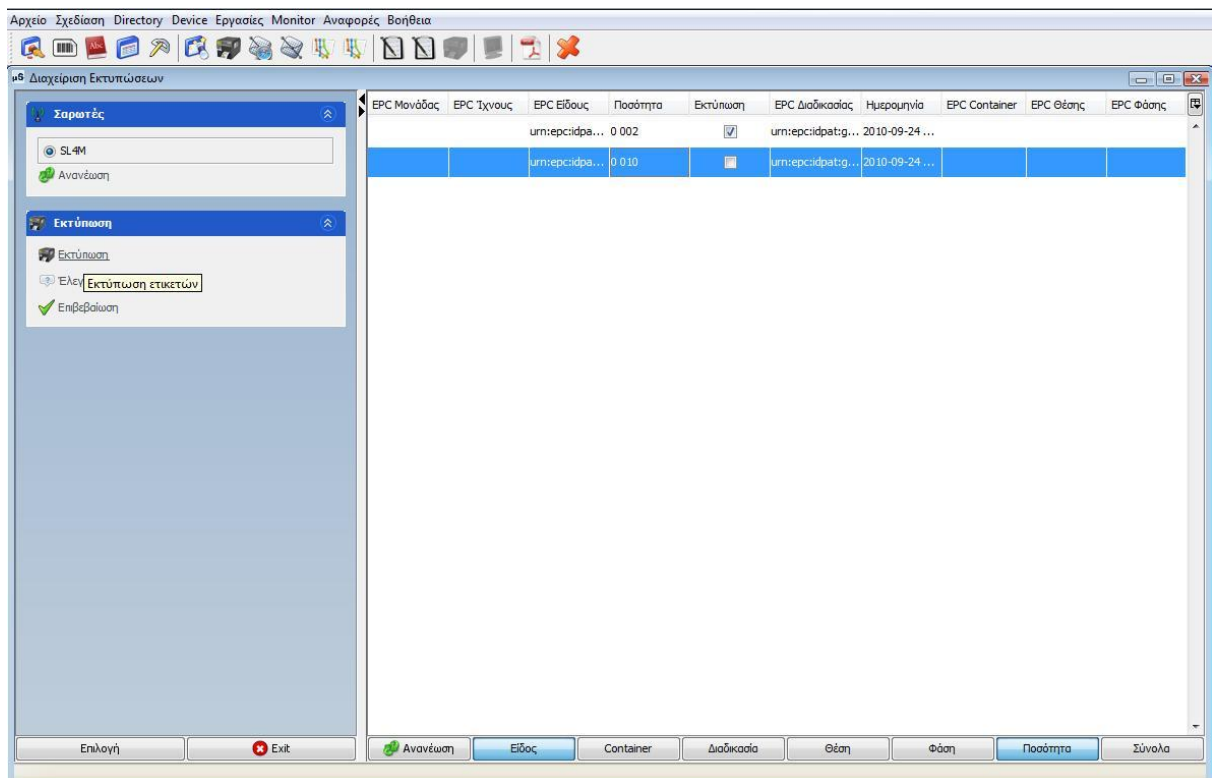 Αρχείο Σχεδίαση Directory Device Εργασίες Monitor Αναφορές Βοήθεια
μS Διαχείριση Εκτυπώσεων
Σαρωτές
SL4M
Ανανέωση
Εκτύπωση
Εκτύπωση
Έλεγ
Εκτύπωση ετικετών
Επιβεβαίωση
EPC Μονάδας EPC Ίχνους EPC Είδους Ποσότητα Εκτύπωση EPC Διαδικασίας Ημερομηνία EPC Container EPC Θέσης EPC Φάσης
urn:epc:idpa... 0 002 urn:epc:idpat:g... 2010-09-24 ...
urn:epc:idpa... 0 010 urn:epc:idpat:g... 2010-09-24 ...
Επιλογή Exit Ανανέωση Είδος Container Διαδικασία Θέση Φάση Ποσότητα Σύνολα